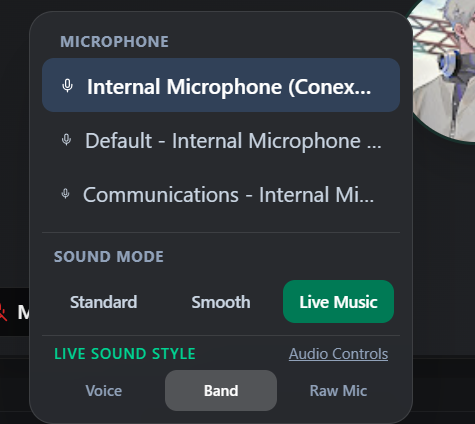 MICROPHONE
Internal Microphone (Conex...
Default - Internal Microphone ...
Communications - Internal Mi...
SOUND MODE
Standard Smooth Live Music
M
LIVE SOUND STYLE Audio Controls
Voice Band Raw Mic